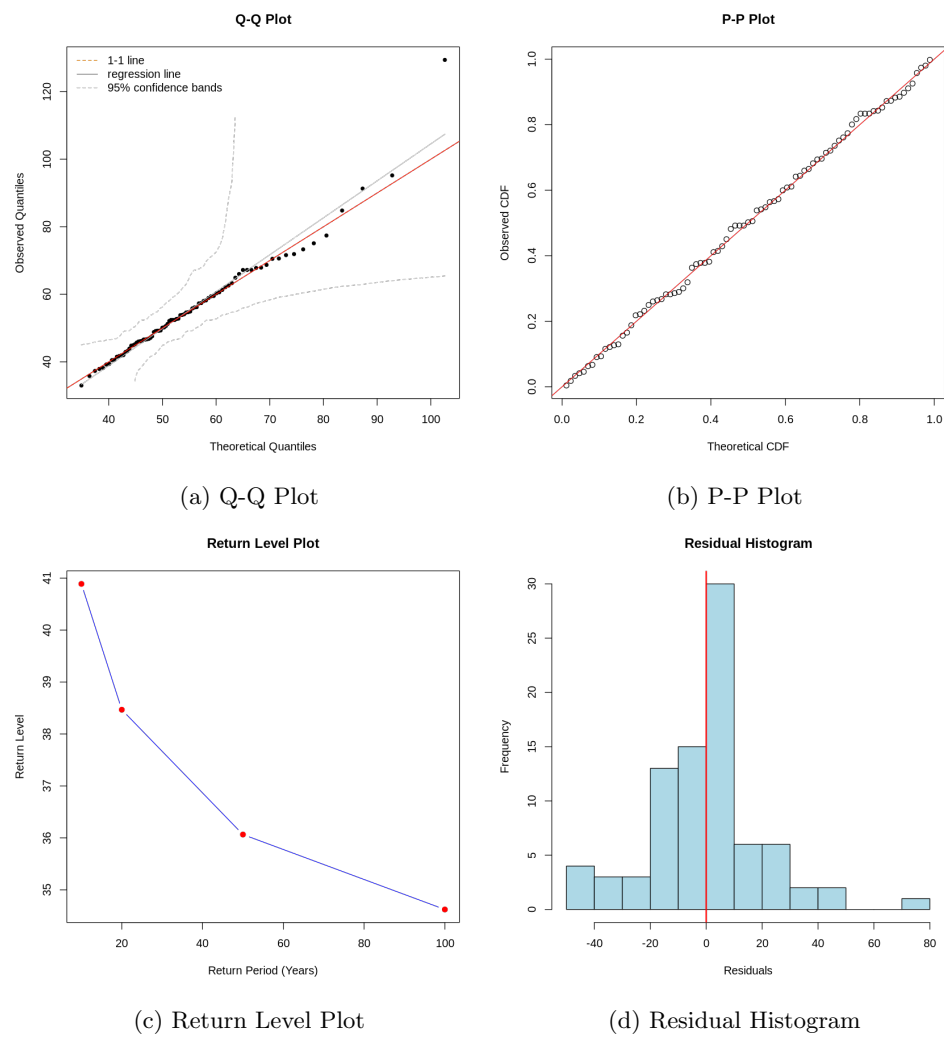 Q-Q Plot
1-1 line
regression line
95% confidence bands
Observed Quantiles
120
100
80
60
40
40 50 60 70 80 90 100
Theoretical Quantiles
(a) Q-Q Plot
P-P Plot
Observed CDF
1.0
0.8
0.6
0.4
0.2
0.0
0.0 0.2 0.4 0.6 0.8 1.0
Theoretical CDF
(b) P-P Plot
Return Level Plot
Return Level
41
40
39
38
37
36
35
20 40 60 80 100
Return Period (Years)
(c) Return Level Plot
Residual Histogram
Frequency
30
25
20
15
10
5
0
-40 -20 0 20 40 60 80
Residuals
(d) Residual Histogram